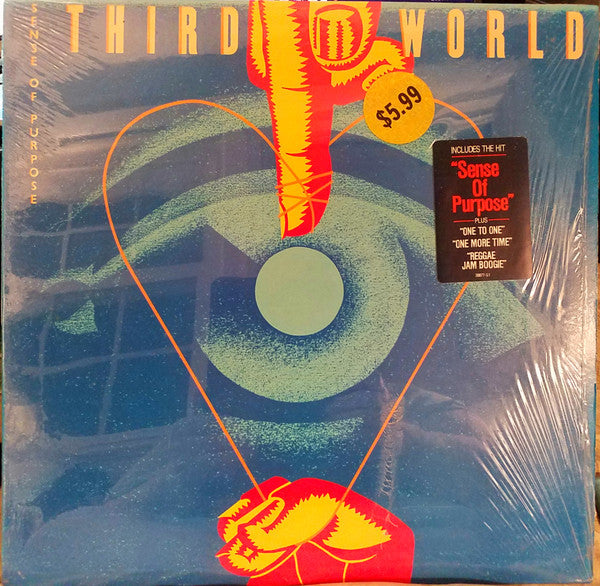 THIRD WORLD
SENSE OF PURPOSE
$5.99
INCLUDES THE HIT
"Sense
Of
Purpose"
PLUS
"ONE TO ONE"
"ONE MORE TIME"
"REGGAE
JAM BOOGIE"